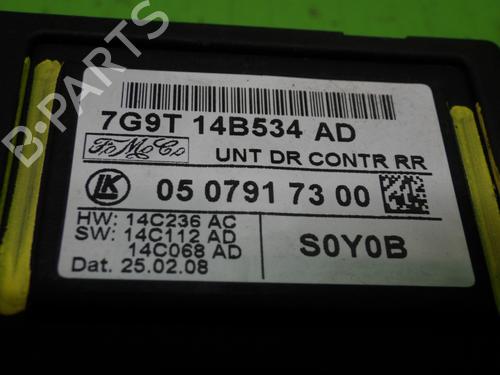 7G9T 14B534 AD
FoMoCo
UNT DR CONTR RR
LK
05 0791 73 00
HW: 14C236 AC
SW: 14C112 AD
14C068 AD
S0Y0B
Dat. 25.02.08
B-PARTS